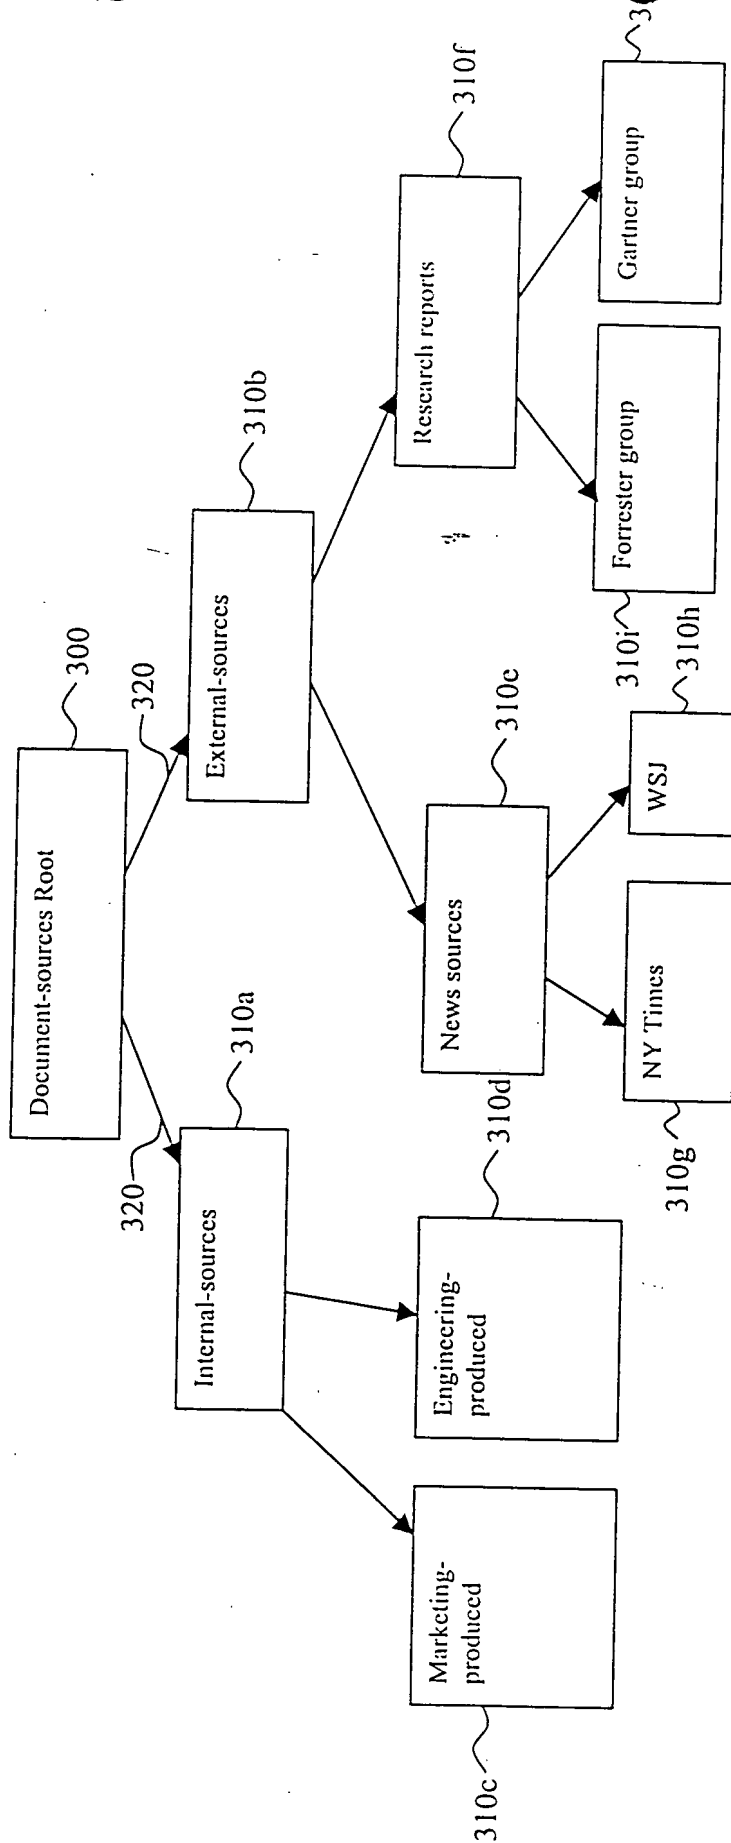 Document-sources Root
300
320
320
Internal-sources
310a
External-sources
310b
Marketing-
produced
310c
Engineering-
produced
310d
News sources
310e
Research reports
310f
NY Times
310g
WSJ
310h
Forrester group
310i
Gartner group